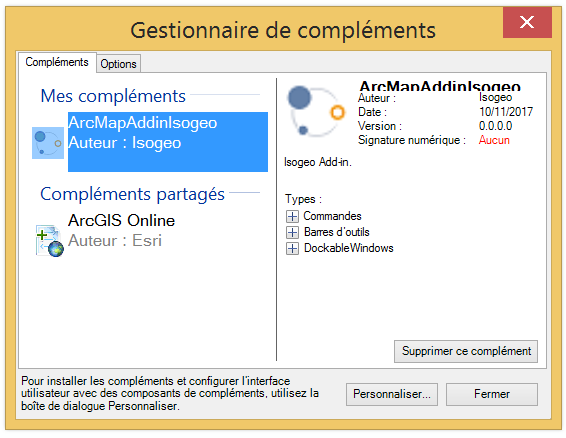 Gestionnaire de compléments
Compléments
Options
Mes compléments
ArcMapAddinIsogeo
Auteur : Isogeo
Compléments partagés
ArcGIS Online
Auteur : Esri
ArcMapAddinIsogeo
Auteur : Isogeo
Date : 10/11/2017
Version : 0.0.0.0
Signature numérique : Aucun
Isogeo Add-in.
Types :
Commandes
Barres d'outils
DockableWindows
Supprimer ce complément
Pour installer les compléments et configurer l'interface
utilisateur avec des composants de compléments, utilisez la
boîte de dialogue Personnaliser.
Personnaliser...
Fermer